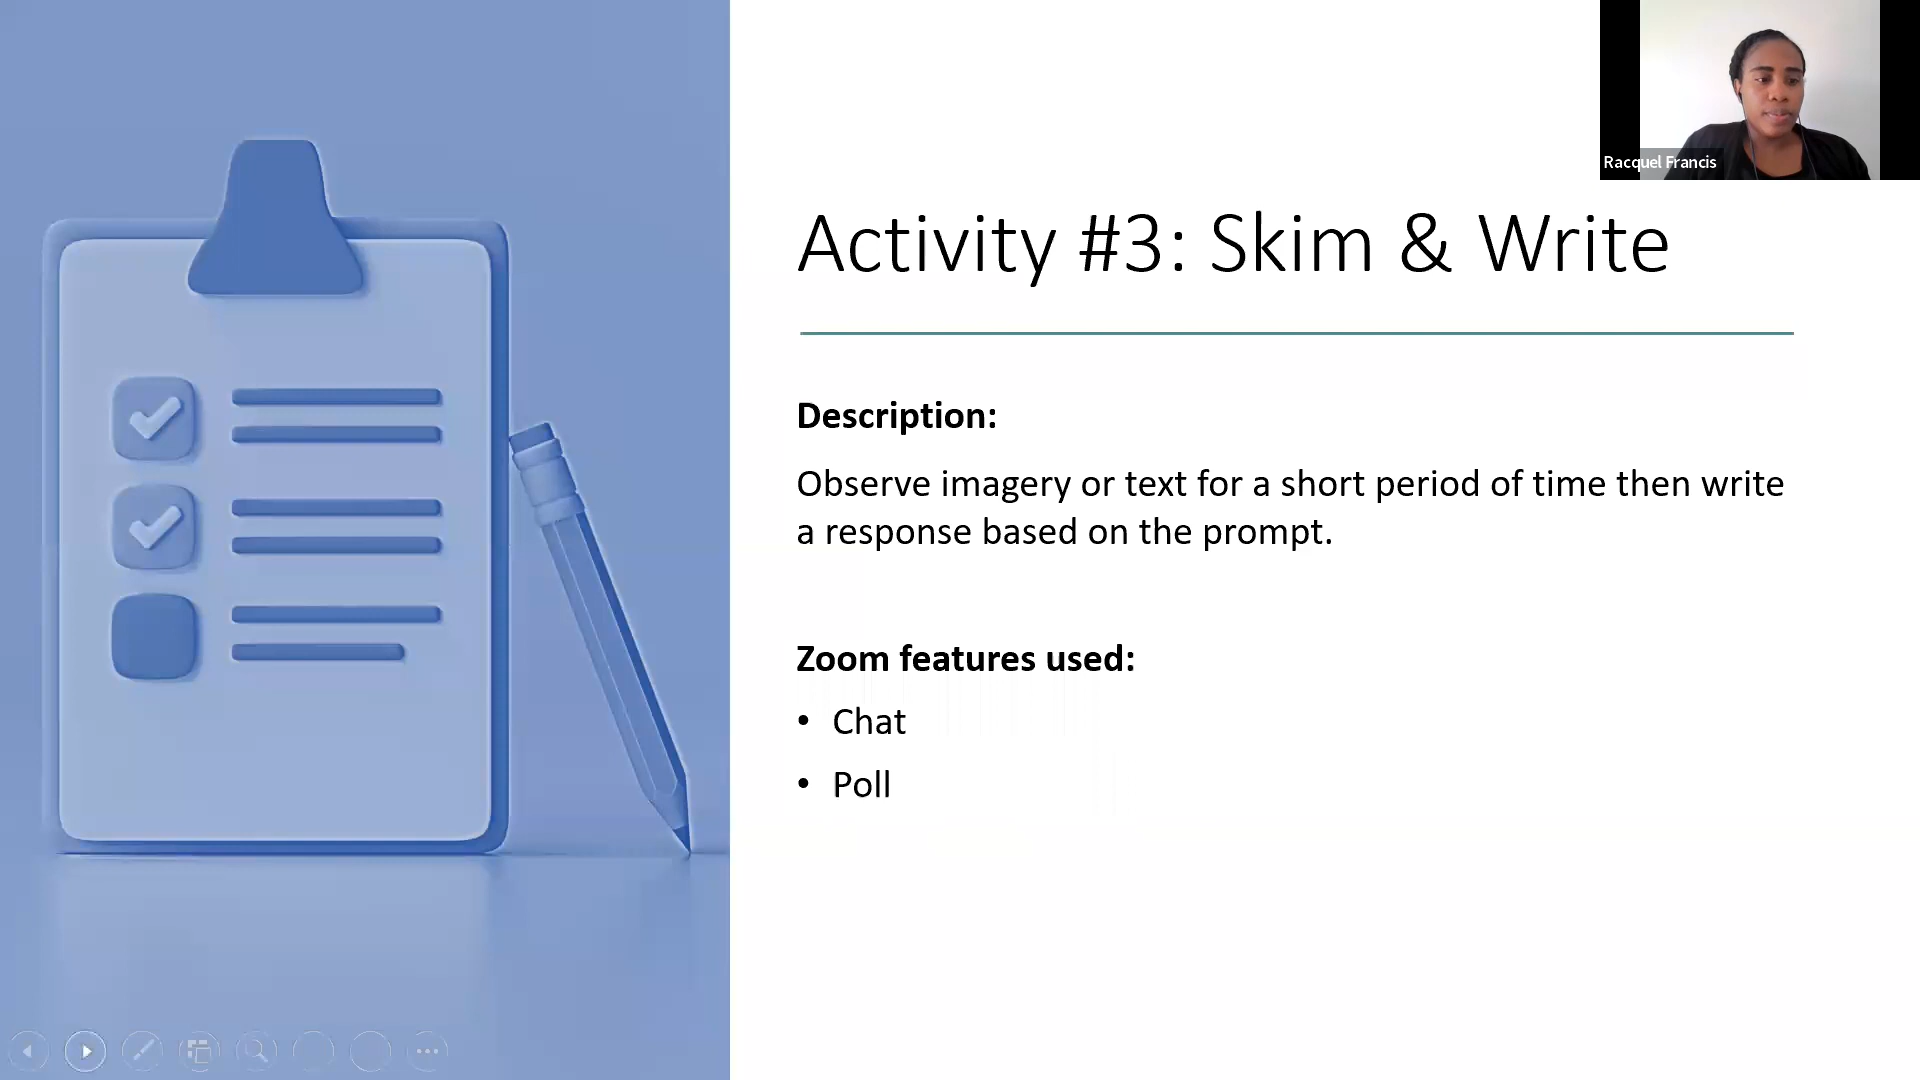 Racquel Francis
Activity #3: Skim & Write
Description:
Observe imagery or text for a short period of time then write
a response based on the prompt.
Zoom features used:
• Chat
• Poll